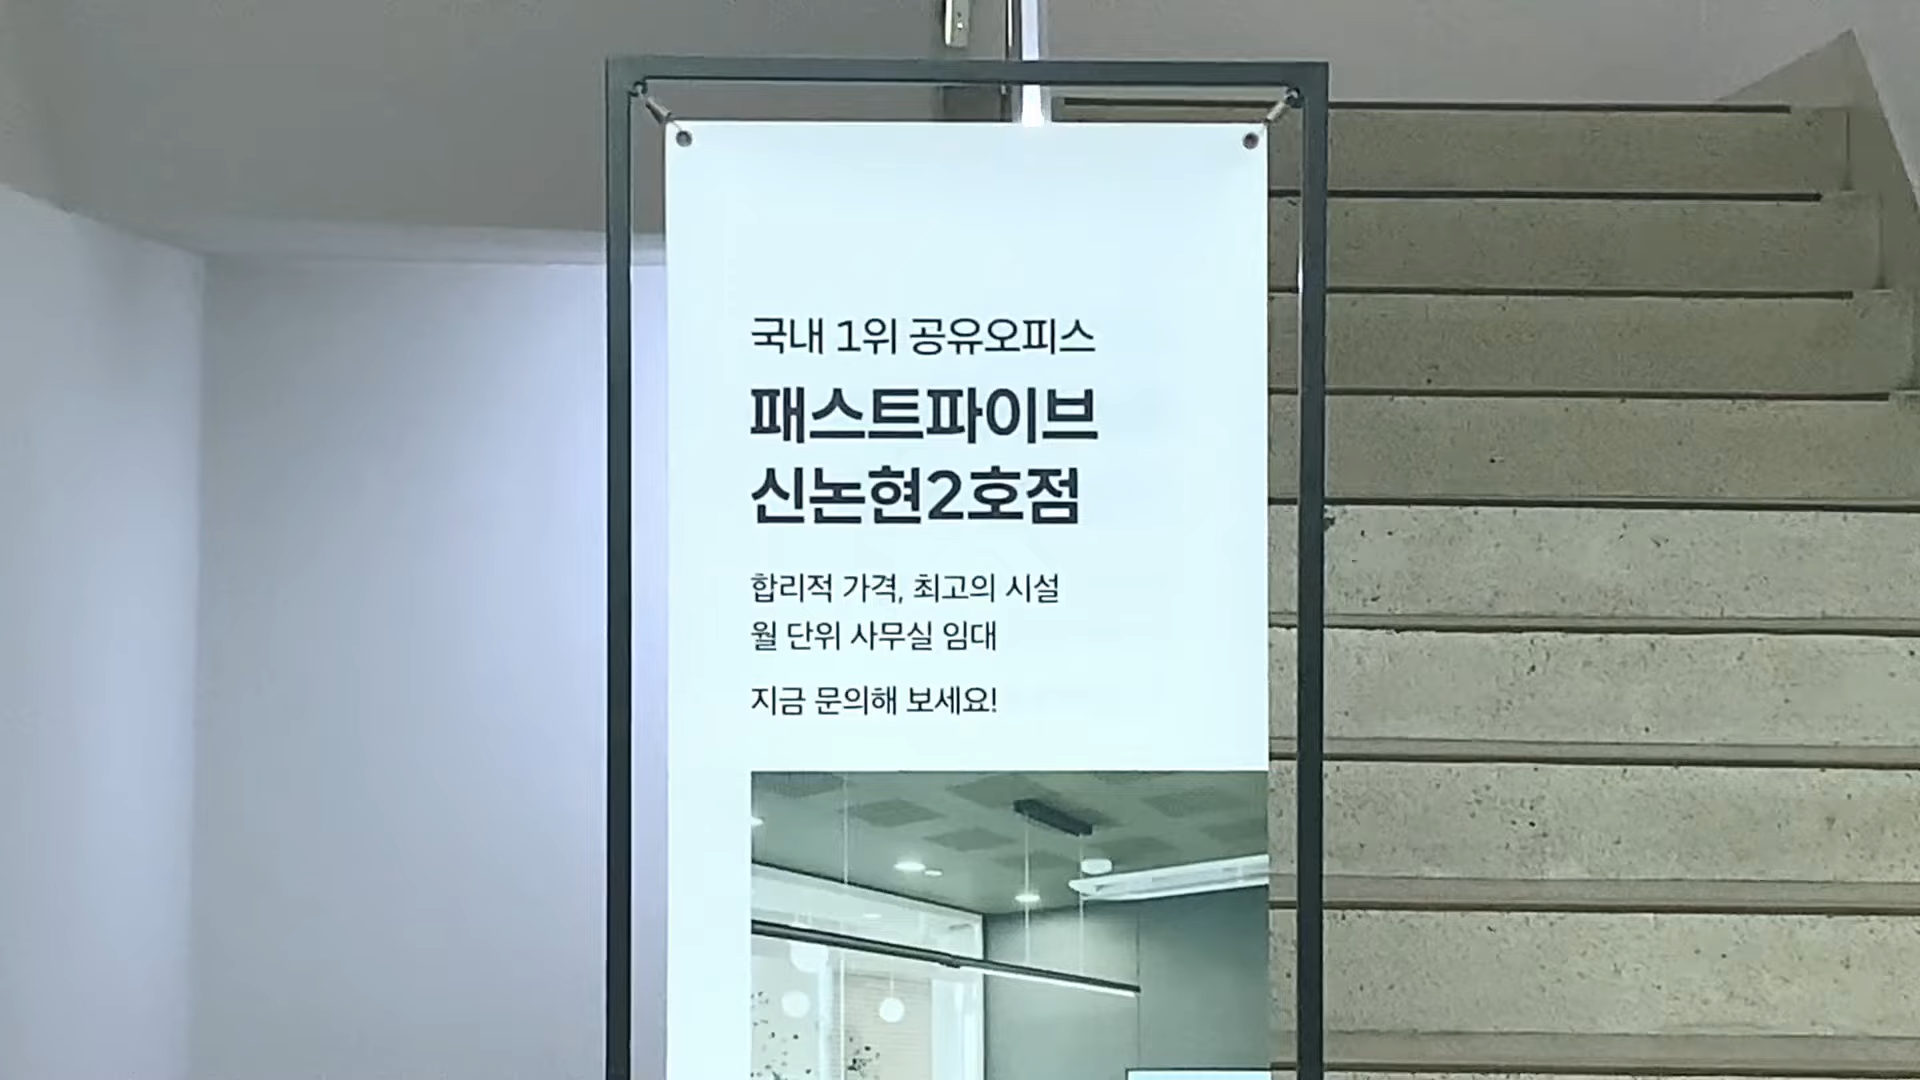 국내 1위 공유오피스
패스트파이브
신논현2호점
합리적 가격, 최고의 시설
월 단위 사무실 임대
지금 문의해 보세요!